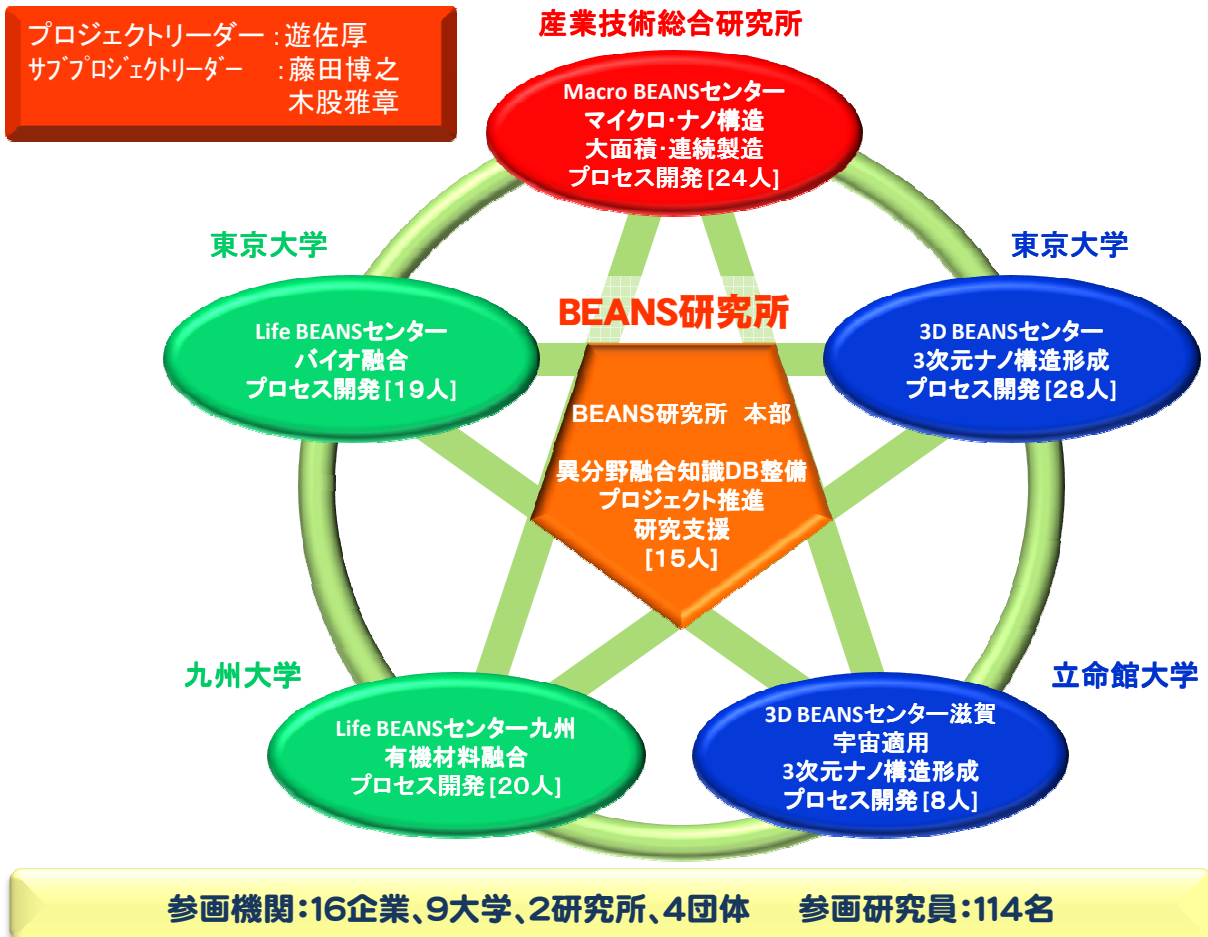 プロジェクトリーダー :遊佐厚
サブプロジェクトリーダー :藤田博之
木股雅章
産業技術総合研究所
Macro BEANSセンター
マイクロ・ナノ構造
大面積・連続製造
プロセス開発[24人]
東京大学
Life BEANSセンター
バイオ融合
プロセス開発[19人]
東京大学
3D BEANSセンター
3次元ナノ構造形成
プロセス開発[28人]
BEANS研究所
BEANS研究所 本部
異分野融合知識DB整備
プロジェクト推進
研究支援
[15人]
九州大学
Life BEANSセンター九州
有機材料融合
プロセス開発[20人]
立命館大学
3D BEANSセンター滋賀
宇宙適用
3次元ナノ構造形成
プロセス開発[8人]
参画機関:16企業、9大学、2研究所、4団体 参画研究員:114名